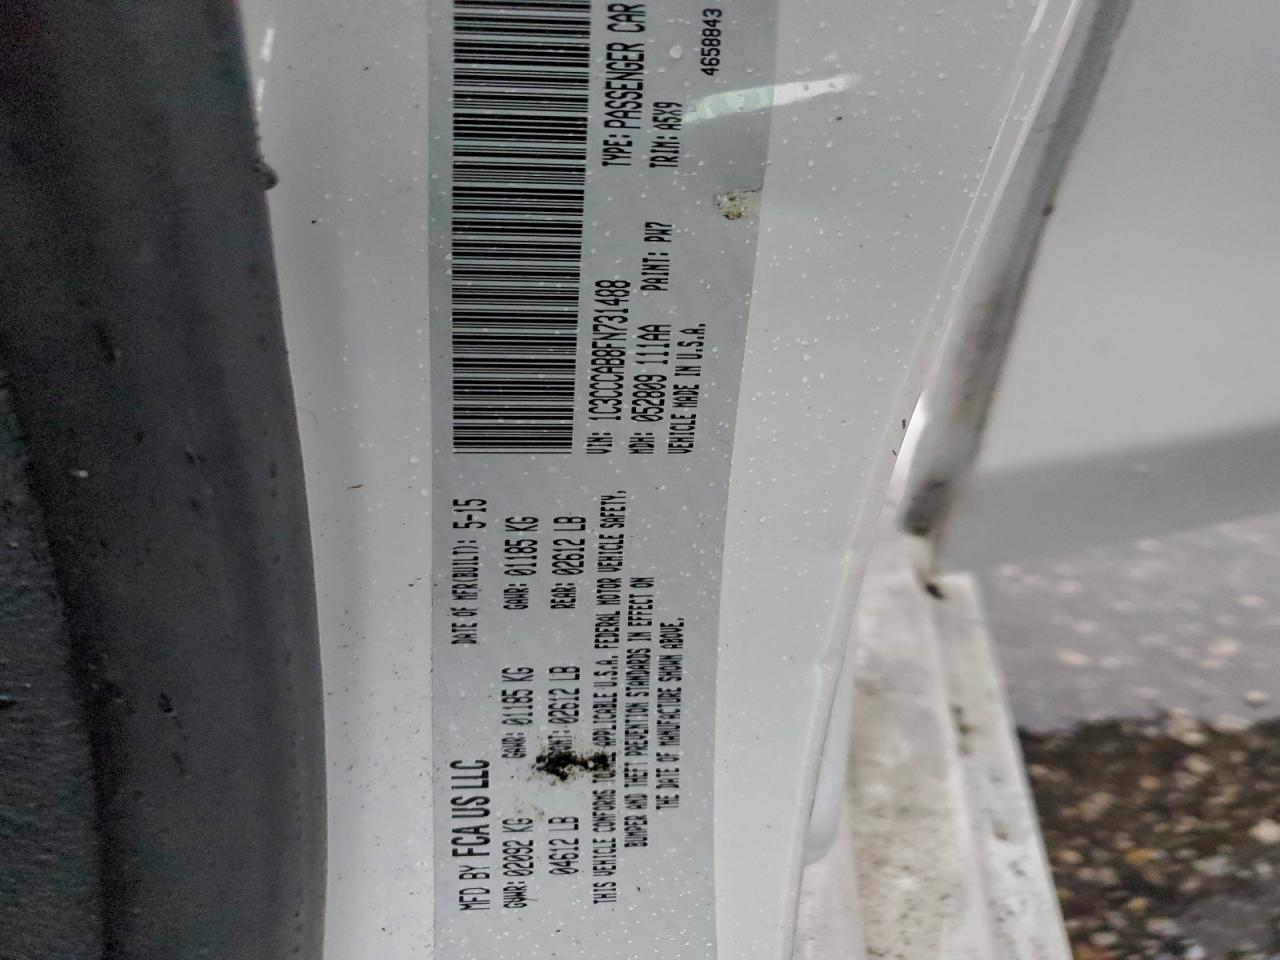 MFD BY FCA US LLC DATE OF MFR(BUILT): 5-15
GVWR: 02092 KG GAWR: 01185 KG GAWR: 01185 KG
04612 LB 02612 LB REAR: 02612 LB
THIS VEHICLE CONFORMS APPLICABLE U.S.A. FEDERAL MOTOR VEHICLE SAFETY,
BUMPER AND THEFT PREVENTION STANDARDS IN EFFECT ON
THE DATE OF MANUFACTURE SHOWN ABOVE.
VIN: 1C3CCCAB8FN731488 TYPE: PASSENGER CAR
MDH: 052809 111AA PAINT: PW7 TRIM: A5X9
VEHICLE MADE IN U.S.A.
4658843